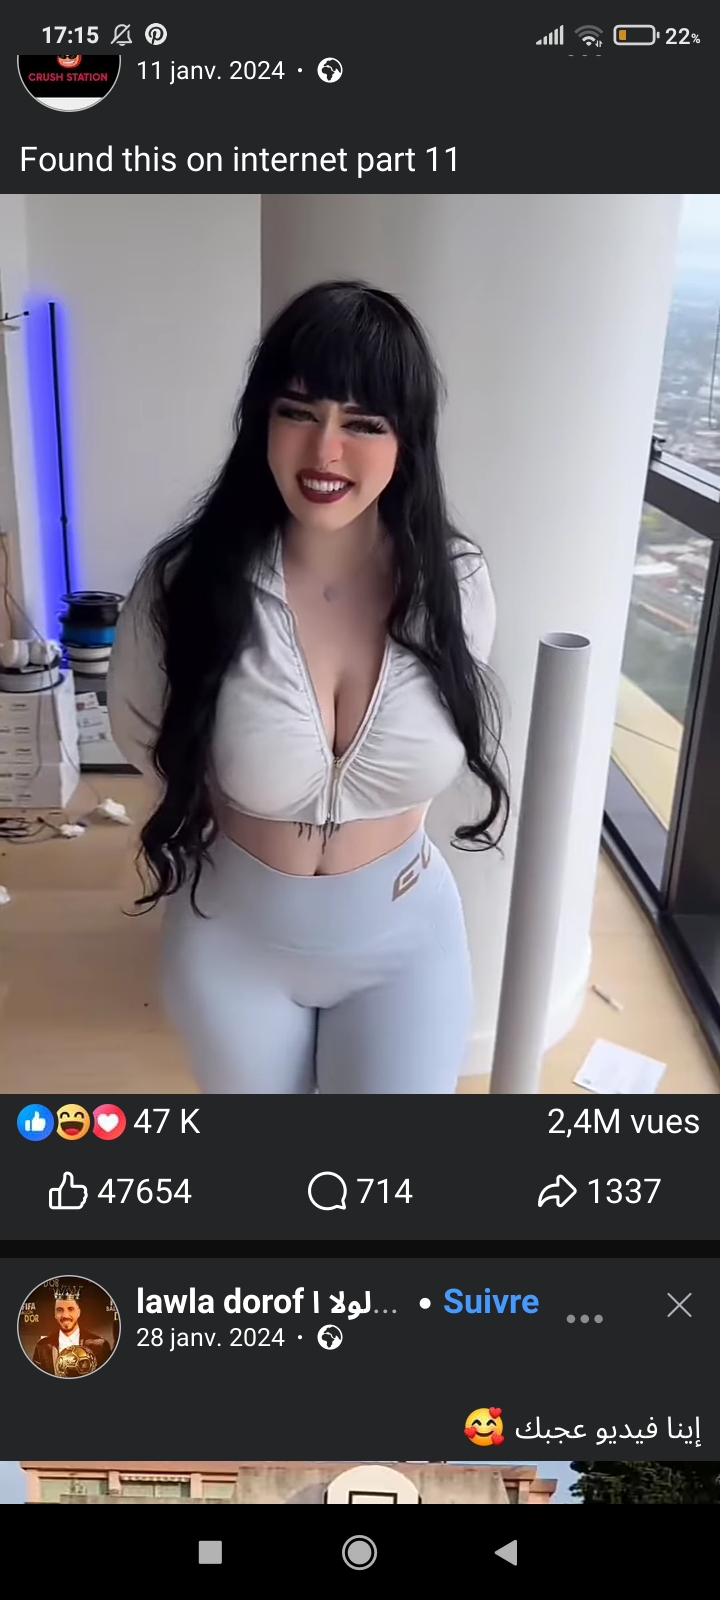 17:15
22%
CRUSH STATION
11 janv. 2024 ·
Found this on internet part 11
47 K
2,4M vues
47654
714
1337
lawla dorof | لولا ا... • Suivre
28 janv. 2024 ·
إينا فيديو عجبك